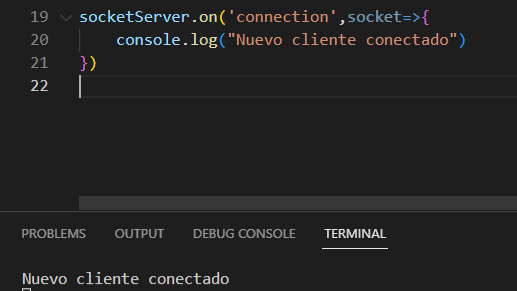 19 socketServer.on('connection',socket=>{
20 console.log("Nuevo cliente conectado")
21 })
22
PROBLEMS OUTPUT DEBUG CONSOLE TERMINAL
Nuevo cliente conectado